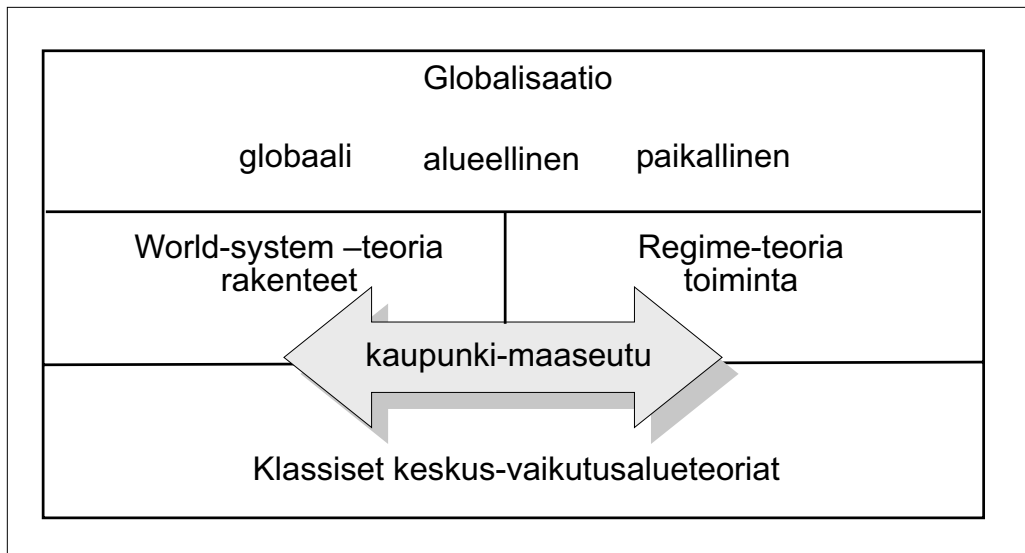 Globalisaatio
globaali alueellinen paikallinen
World-system –teoria
rakenteet
Regime-teoria
toiminta
kaupunki-maaseutu
Klassiset keskus-vaikutusalueteoriat